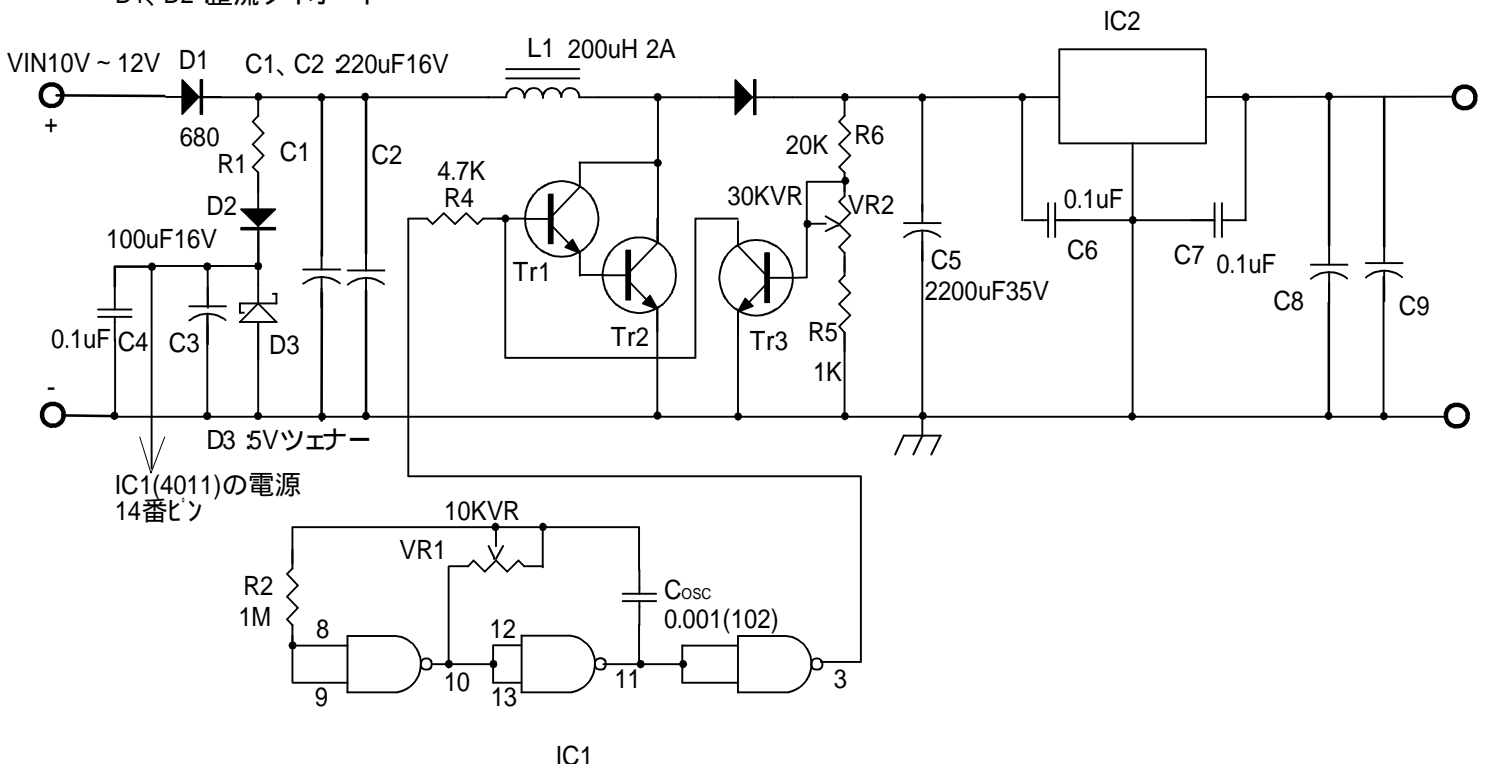 D1、D2 :整流ダイオード
IC2
VIN10V ~ 12V
D1
C1、C2 :220uF16V
L1 200uH 2A
+
680
R1
C1
C2
4.7K
R4
20K
R6
30KVR
VR2
0.1uF
D2
100uF16V
Tr1
C5
2200uF35V
C6
C7
0.1uF
C8
C9
0.1uF
C4
C3
D3
Tr2
Tr3
R5
1K
-
D3 :5Vツェナー
IC1(4011)の電源
14番ピン
10KVR
VR1
R2
1M
COSC
0.001(102)
8
9
10
12
13
11
3
IC1